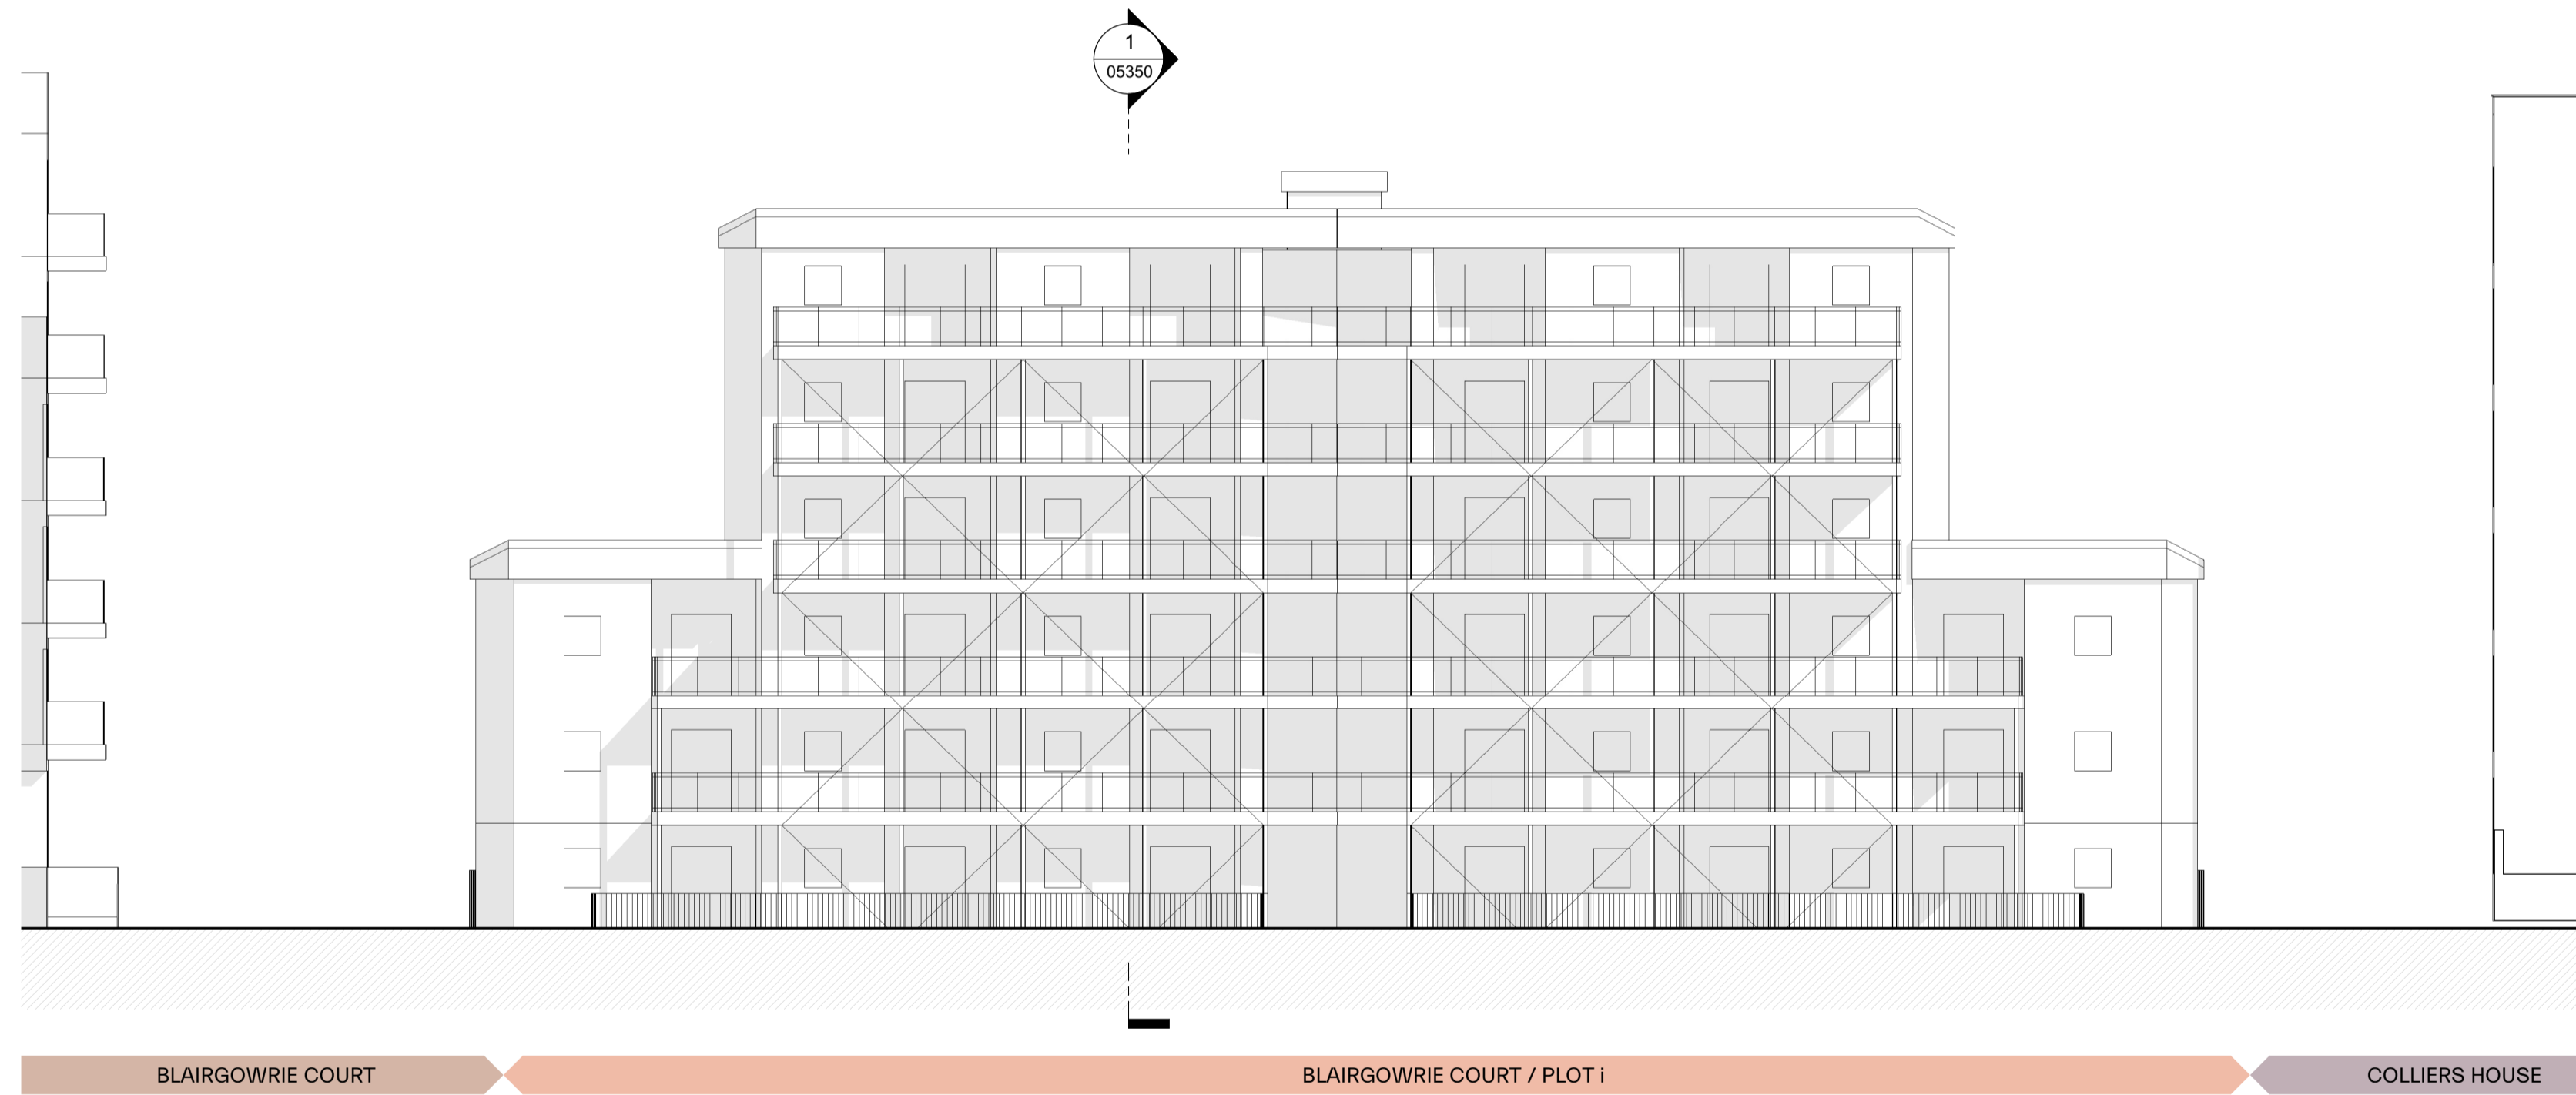 1
05350
BLAIRGOWRIE COURT
BLAIRGOWRIE COURT / PLOT i
COLLIERS HOUSE